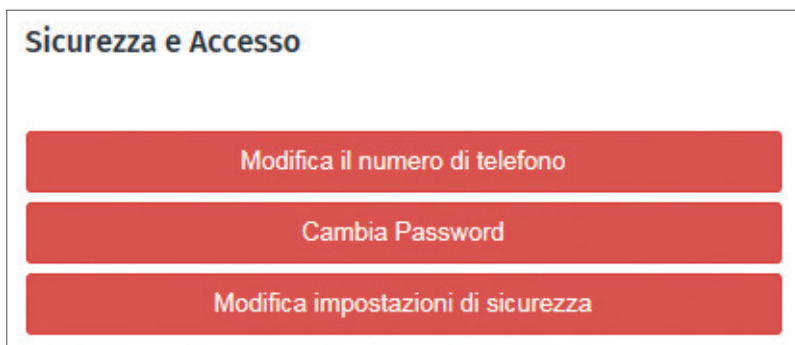 Sicurezza e Accesso
Modifica il numero di telefono
Cambia Password
Modifica impostazioni di sicurezza